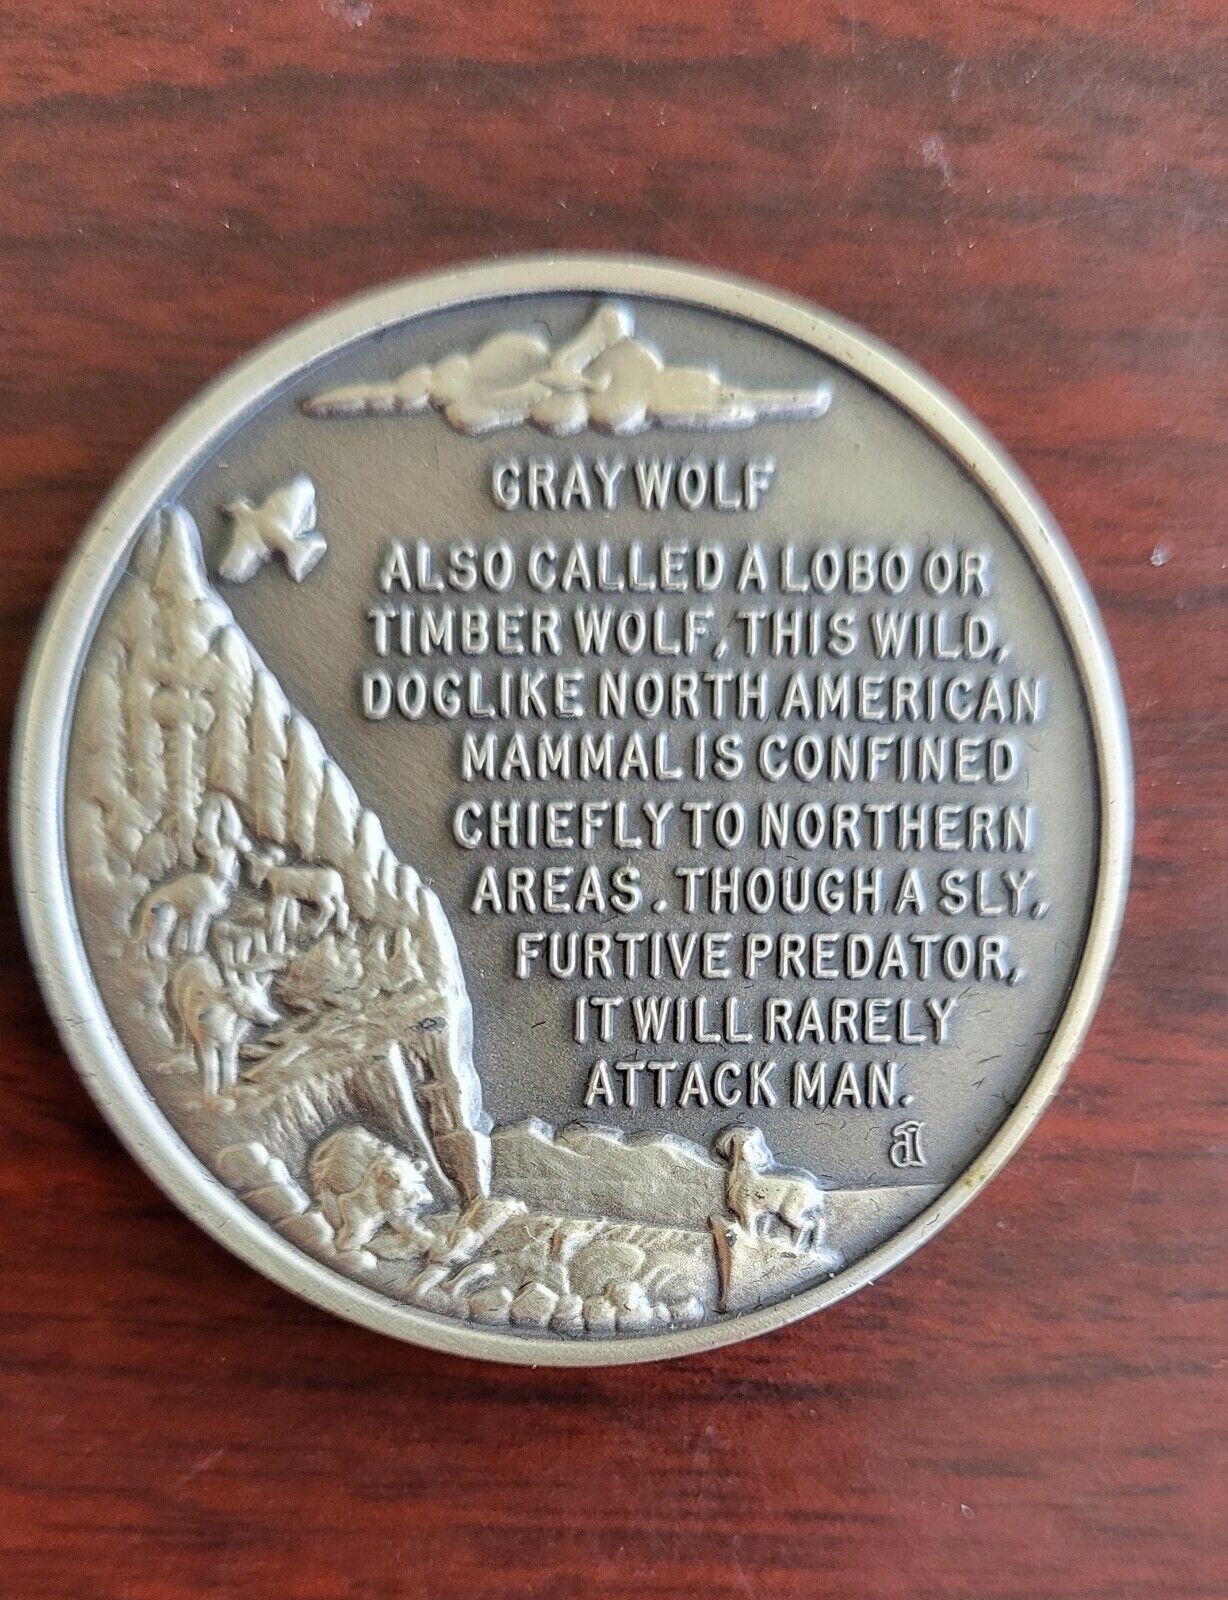 GRAY WOLF
ALSO CALLED A LOBO OR
TIMBER WOLF, THIS WILD,
DOGLIKE NORTH AMERICAN
MAMMAL IS CONFINED
CHIEFLY TO NORTHERN
AREAS. THOUGH A SLY,
FURTIVE PREDATOR,
IT WILL RARELY
ATTACK MAN.